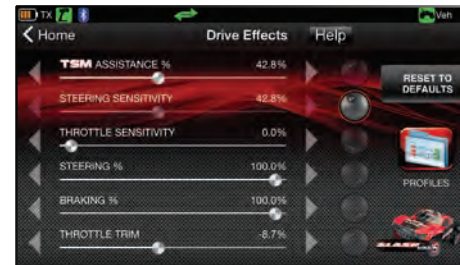 TX Veh
Home Drive Effects Help
TSM ASSISTANCE % 42.8%
STEERING SENSITIVITY 42.8%
THROTTLE SENSITIVITY 0.0%
STEERING % 100.0%
BRAKING % 100.0%
THROTTLE TRIM -8.7%
RESET TO
DEFAULTS
PROFILES
SLASH